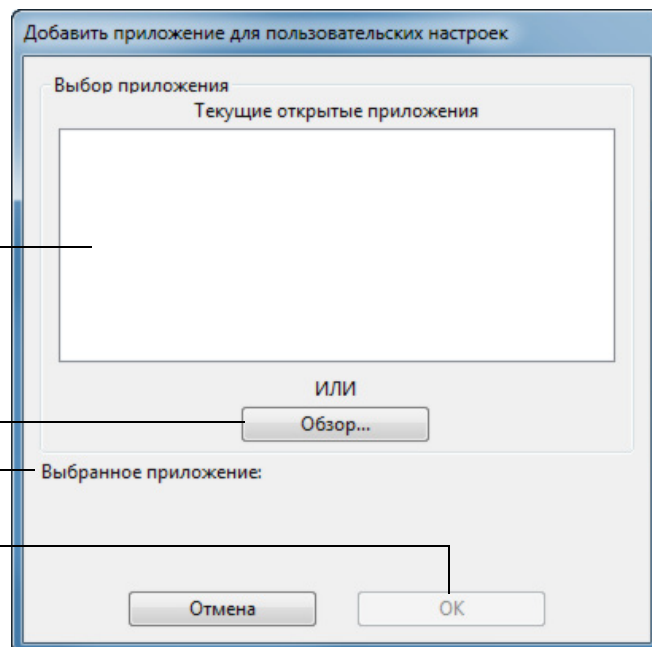 Добавить приложение для пользовательских настроек
Выбор приложения
Текущие открытые приложения
ИЛИ
Обзор...
Выбранное приложение:
Отмена
OK